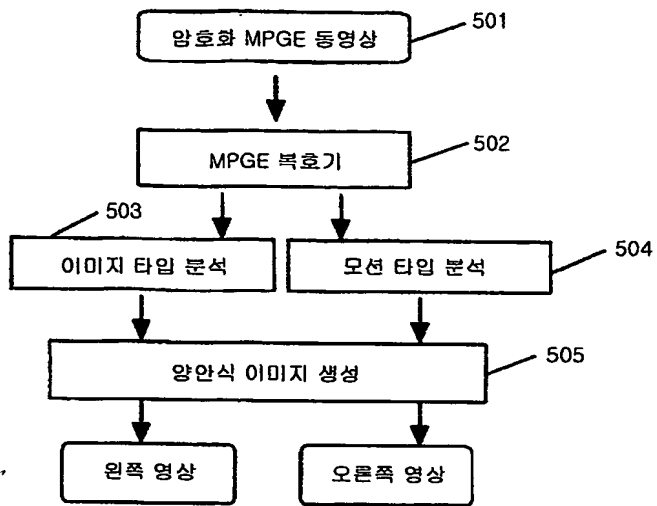 501
암호화 MPGE 동영상
502
MPGE 복호기
503
이미지 타입 분석
504
모션 타입 분석
505
양안식 이미지 생성
왼쪽 영상
오론쪽 영상